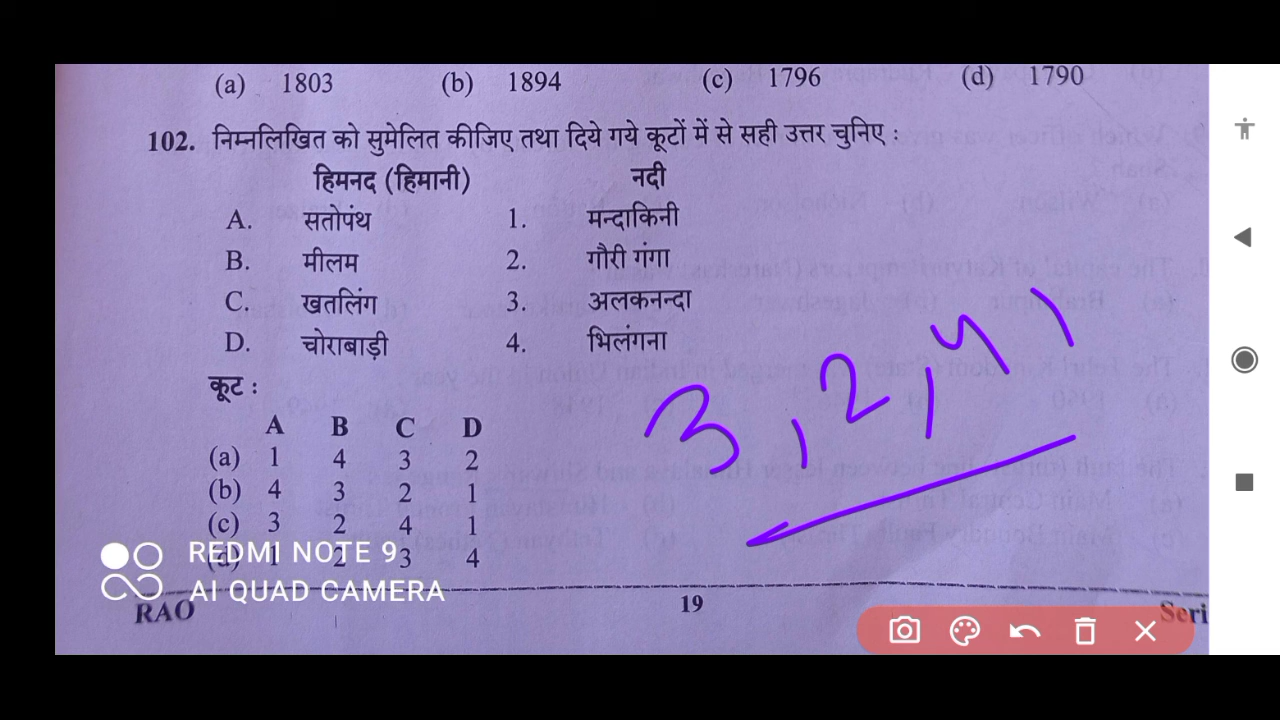 (a) 1803 (b) 1894 (c) 1796 (d) 1790
102. निम्नलिखित को सुमेलित कीजिए तथा दिये गये कूटों में से सही उत्तर चुनिए :
हिमनद (हिमानी) नदी
A. सतोपंथ 1. मन्दाकिनी
B. मीलम 2. गौरी गंगा
C. खतलिंग 3. अलकनन्दा
D. चोराबाड़ी 4. भिलंगना
कूट :
A B C D
(a) 1 4 3 2
(b) 4 3 2 1
(c) 3 2 4 1
(d) 1 2 3 4
3, 2, 4 1
REDMI NOTE 9
AI QUAD CAMERA
RAO 19 Seri